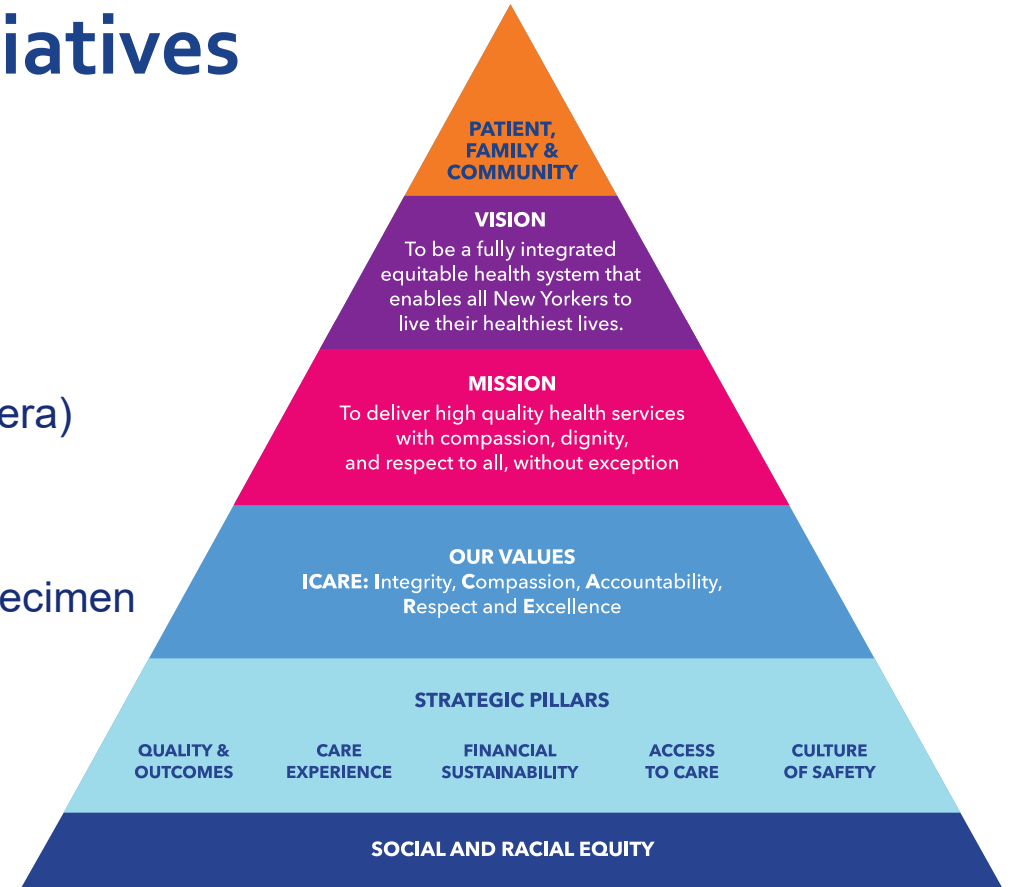 iatives
PATIENT,
FAMILY &
COMMUNITY
VISION
To be a fully integrated
equitable health system that
enables all New Yorkers to
live their healthiest lives.
MISSION
To deliver high quality health services
with compassion, dignity,
and respect to all, without exception
era)
OUR VALUES
ICARE: Integrity, Compassion, Accountability,
Respect and Excellence
ecimen
STRATEGIC PILLARS
QUALITY & OUTCOMES
CARE EXPERIENCE
FINANCIAL SUSTAINABILITY
ACCESS TO CARE
CULTURE OF SAFETY
SOCIAL AND RACIAL EQUITY